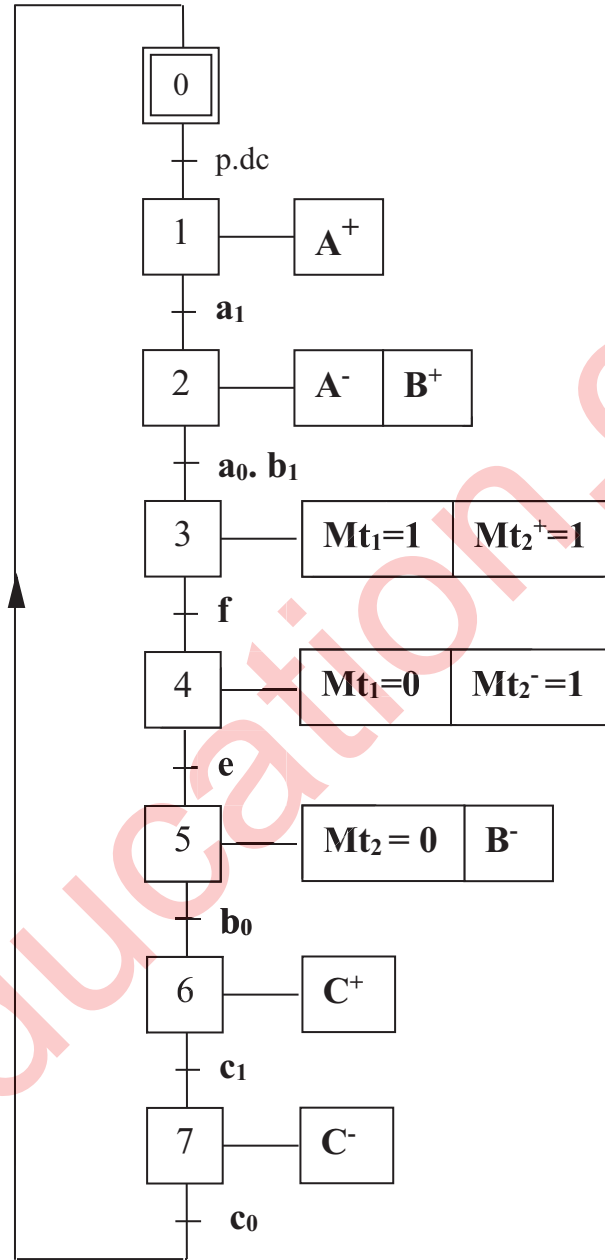 0
p.dc
1 A⁺
a₁
2 A⁻ B⁺
a₀. b₁
3 Mt₁=1 Mt₂⁺=1
f
4 Mt₁=0 Mt₂⁻=1
e
5 Mt₂ = 0 B⁻
b₀
6 C⁺
c₁
7 C⁻
c₀
ducation.